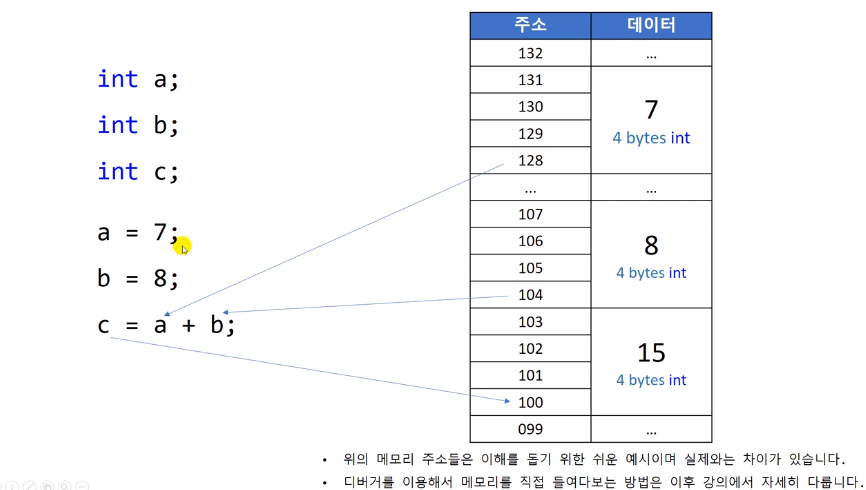 int a;
int b;
int c;
a = 7;
b = 8;
c = a + b;
주소 데이터
132 ...
131
130
129
128
7
4 bytes int
... ...
107
106
105
104
8
4 bytes int
103
102
101
100
15
4 bytes int
099 ...
• 위의 메모리 주소들은 이해를 돕기 위한 쉬운 예시이며 실제와는 차이가 있습니다.
• 디버거를 이용해서 메모리를 직접 들여다보는 방법은 이후 강의에서 자세히 다룹니다.